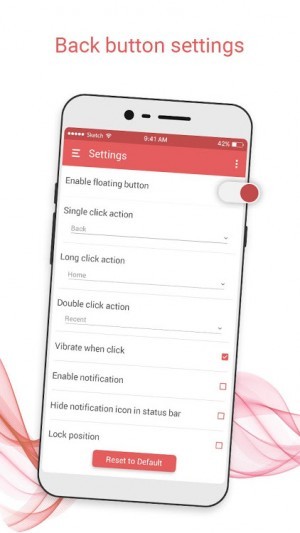 Back button settings
Sketch 9:41 AM 42%
Settings
Enable floating button
Single click action
Back
Long click action
Home
Double click action
Recent
Vibrate when click
Enable notification
Hide notification icon in status bar
Lock position
Reset to Default